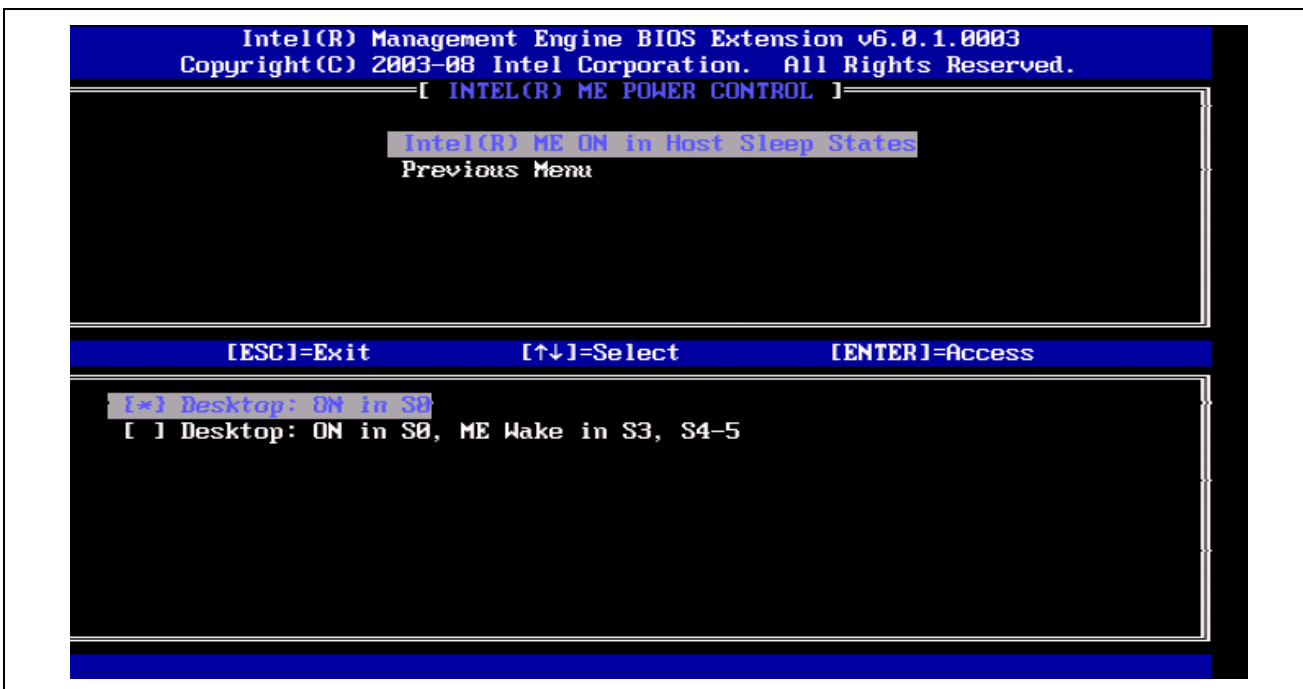 Intel(R) Management Engine BIOS Extension v6.0.1.0003
Copyright(C) 2003-08 Intel Corporation. All Rights Reserved.
[ INTEL(R) ME POWER CONTROL ]
Intel(R) ME ON in Host Sleep States
Previous Menu
[ESC]=Exit [↑↓]=Select [ENTER]=Access
[*] Desktop: ON in S0
[ ] Desktop: ON in S0, ME Wake in S3, S4-5